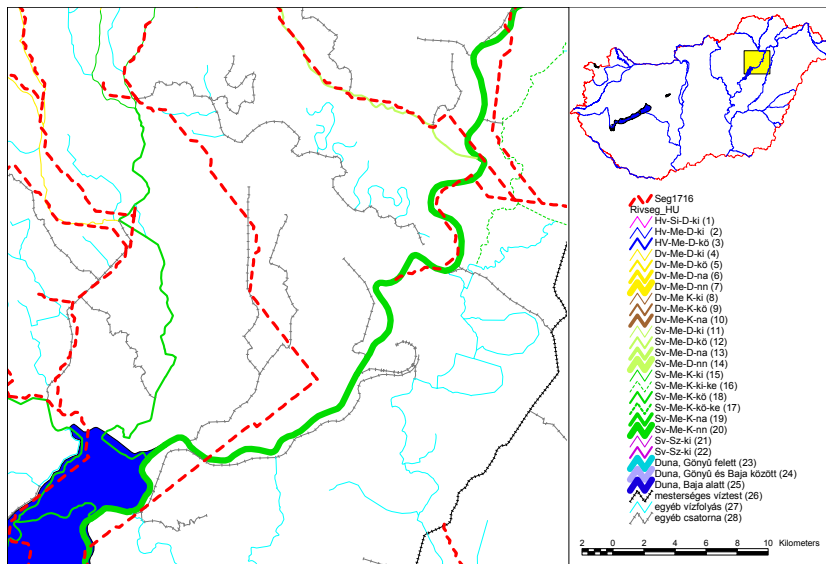 Seg1716
Rivseg_HU
Hv-Si-D-ki (1)
Hv-Me-D-ki (2)
HV-Me-D-kö (3)
Dv-Me-D-ki (4)
Dv-Me-D-kö (5)
Dv-Me-D-na (6)
Dv-Me-D-nn (7)
Dv-Me K-ki (8)
Dv-Me-K-kö (9)
Dv-Me-K-na (10)
Sv-Me-D-ki (11)
Sv-Me-D-kö (12)
Sv-Me-D-na (13)
Sv-Me-D-nn (14)
Sv-Me-K-ki (15)
Sv-Me-K-ki-ke (16)
Sv-Me-K-kö (18)
Sv-Me-K-kö-ke (17)
Sv-Me-K-na (19)
Sv-Me-K-nn (20)
Sv-Sz-ki (21)
Sv-Sz-ki (22)
Duna, Gönyû felett (23)
Duna, Gönyû és Baja között (24)
Duna, Baja alatt (25)
mesterséges víztest (26)
egyéb vízfolyás (27)
egyéb csatorna (28)
2 0 2 4 6 8 10 Kilometers